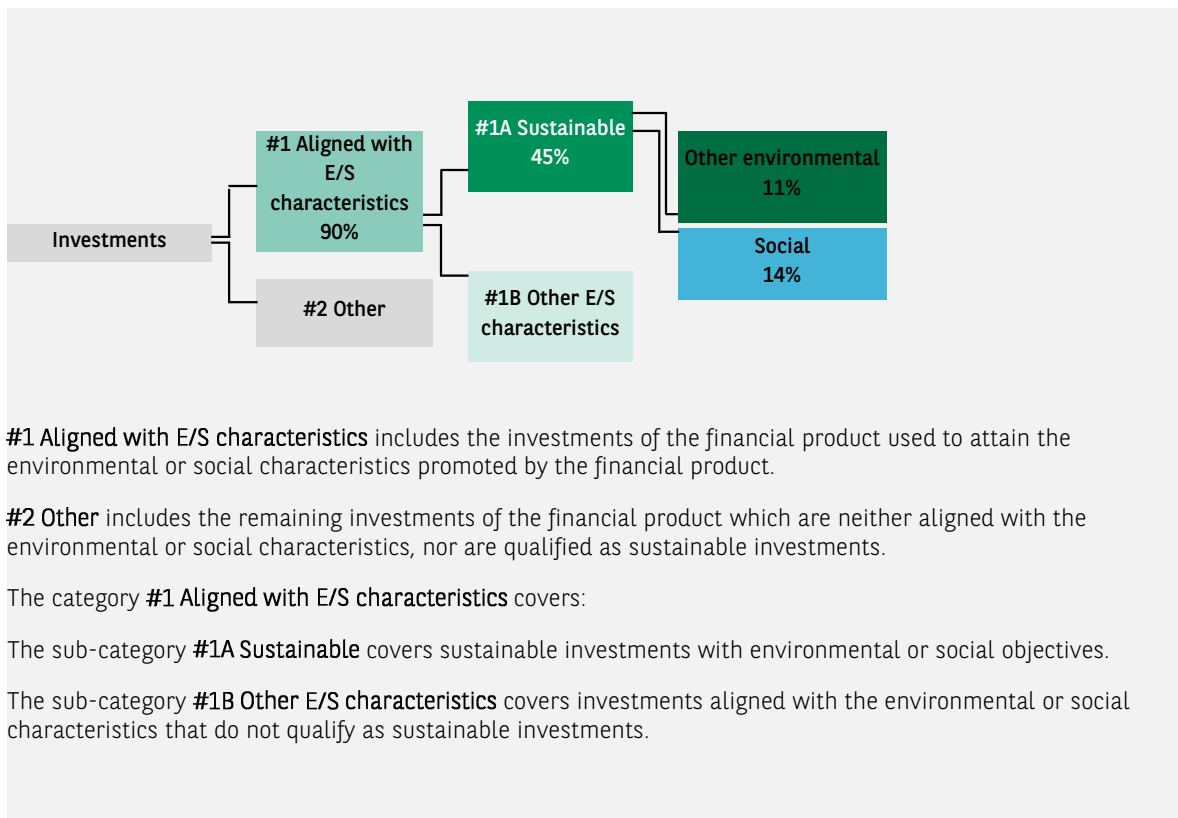 Investments
#1 Aligned with
E/S
characteristics
90%
#2 Other
#1A Sustainable
45%
#1B Other E/S
characteristics
Other environmental
11%
Social
14%
#1 Aligned with E/S characteristics includes the investments of the financial product used to attain the
environmental or social characteristics promoted by the financial product.
#2 Other includes the remaining investments of the financial product which are neither aligned with the
environmental or social characteristics, nor are qualified as sustainable investments.
The category #1 Aligned with E/S characteristics covers:
The sub-category #1A Sustainable covers sustainable investments with environmental or social objectives.
The sub-category #1B Other E/S characteristics covers investments aligned with the environmental or social
characteristics that do not qualify as sustainable investments.